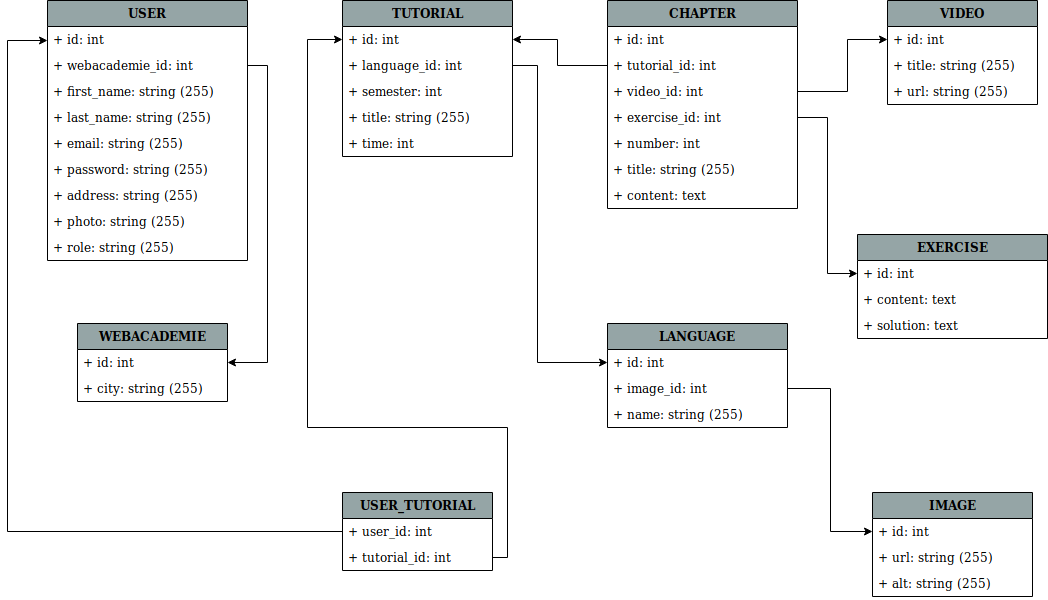 USER
+ id: int
+ webacademie_id: int
+ first_name: string (255)
+ last_name: string (255)
+ email: string (255)
+ password: string (255)
+ address: string (255)
+ photo: string (255)
+ role: string (255)
TUTORIAL
+ id: int
+ language_id: int
+ semester: int
+ title: string (255)
+ time: int
CHAPTER
+ id: int
+ tutorial_id: int
+ video_id: int
+ exercise_id: int
+ number: int
+ title: string (255)
+ content: text
VIDEO
+ id: int
+ title: string (255)
+ url: string (255)
EXERCISE
+ id: int
+ content: text
+ solution: text
WEBACADEMIE
+ id: int
+ city: string (255)
LANGUAGE
+ id: int
+ image_id: int
+ name: string (255)
USER_TUTORIAL
+ user_id: int
+ tutorial_id: int
IMAGE
+ id: int
+ url: string (255)
+ alt: string (255)